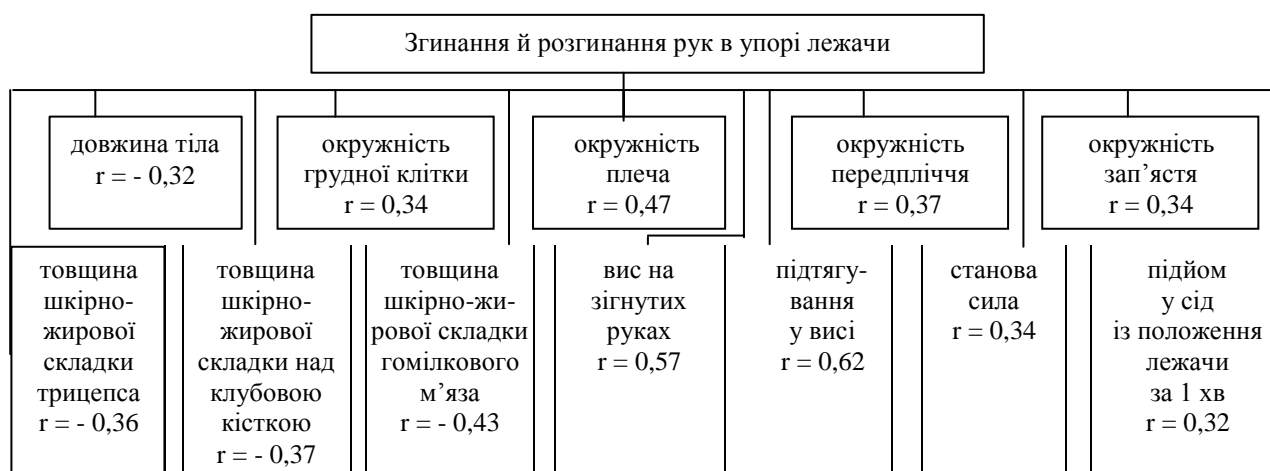 Згинання й розгинання рук в упорі лежачи
довжина тіла
r = - 0,32
окружність
грудної клітки
r = 0,34
окружність
плеча
r = 0,47
окружність
передпліччя
r = 0,37
окружність
зап’ястя
r = 0,34
товщина
шкірно-
жирової
складки
трицепса
r = - 0,36
товщина
шкірно-
жирової
складки над
клубовою
кісткою
r = - 0,37
товщина
шкірно-жи-
рової складки
гомілкового
м’яза
r = - 0,43
вис на
зігнутих
руках
r = 0,57
підтягу-
вання
у висі
r = 0,62
станова
сила
r = 0,34
підйом
у сід
із положення
лежачи
за 1 хв
r = 0,32